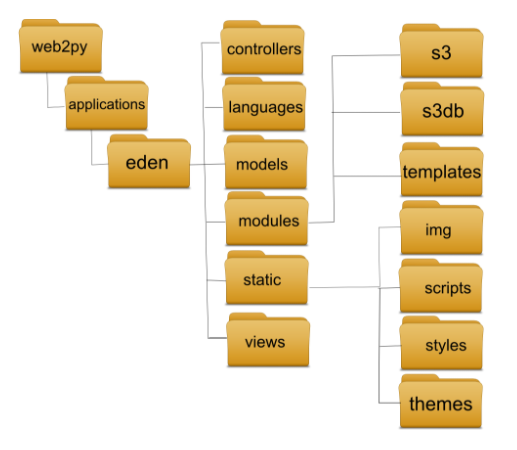 web2py
applications
eden
controllers
languages
models
modules
static
views
s3
s3db
templates
img
scripts
styles
themes